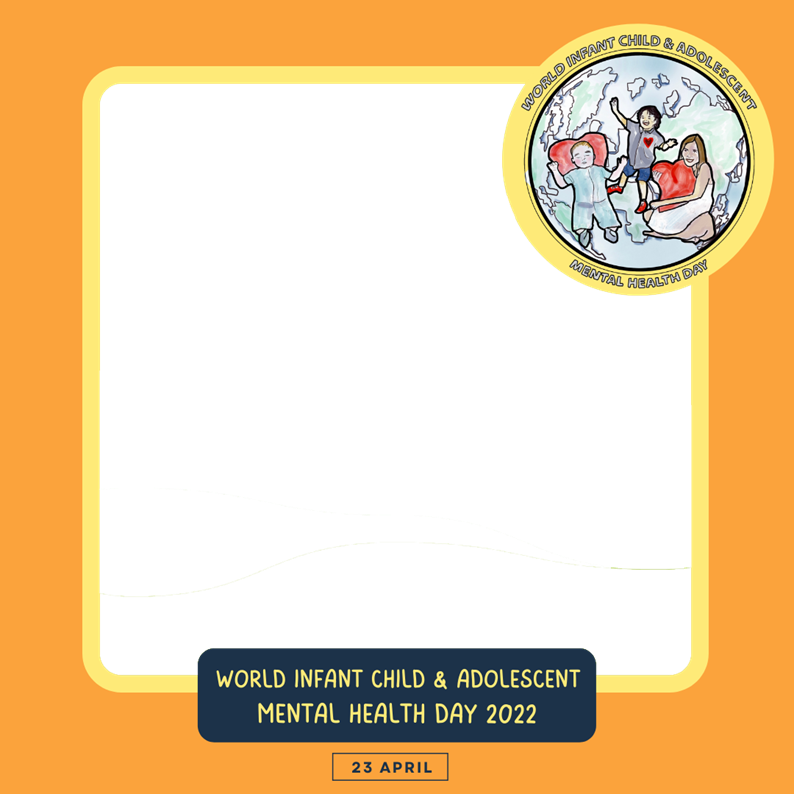 WORLD INFANT CHILD & ADOLESCENT
MENTAL HEALTH DAY
WORLD INFANT CHILD & ADOLESCENT
MENTAL HEALTH DAY 2022
23 APRIL